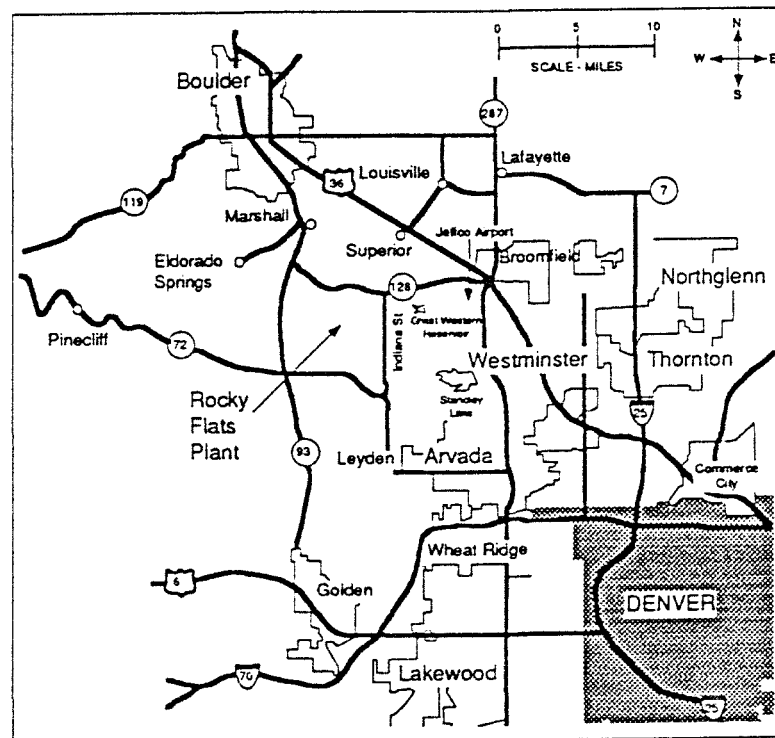 0 5 10
SCALE - MILES
N
W E
S
Boulder
287
Lafayette
Louisville
36
7
119
Marshall
Jeffco Airport
Superior
Broomfield
Eldorado
Springs
Northglenn
128
Great Western
Reservoir
Indiana St
Pinecliff
72
Westminster
Thornton
Standley
Lake
Rocky
Flats
Plant
25
93
Leyden
Arvada
Commerce
City
Wheat Ridge
6
Golden
DENVER
70
Lakewood
25